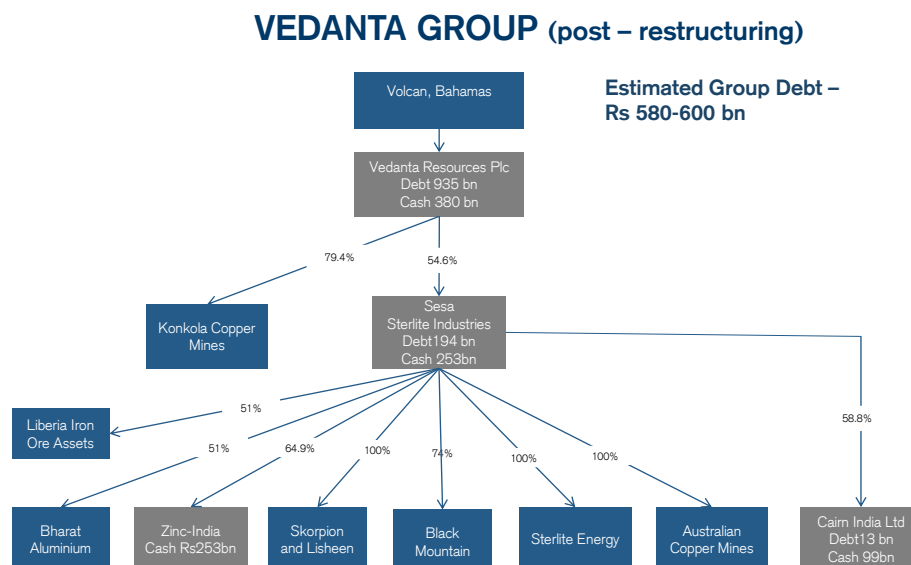 VEDANTA GROUP (post – restructuring)
Volcan, Bahamas
Estimated Group Debt –
Rs 580-600 bn
Vedanta Resources Plc
Debt 935 bn
Cash 380 bn
79.4%
54.6%
Konkola Copper
Mines
Sesa
Sterlite Industries
Debt194 bn
Cash 253bn
58.8%
51%
Liberia Iron
Ore Assets
51%
64.9%
100%
74%
100%
100%
Bharat
Aluminium
Zinc-India
Cash Rs253bn
Skorpion
and Lisheen
Black
Mountain
Sterlite Energy
Australian
Copper Mines
Cairn India Ltd
Debt13 bn
Cash 99bn